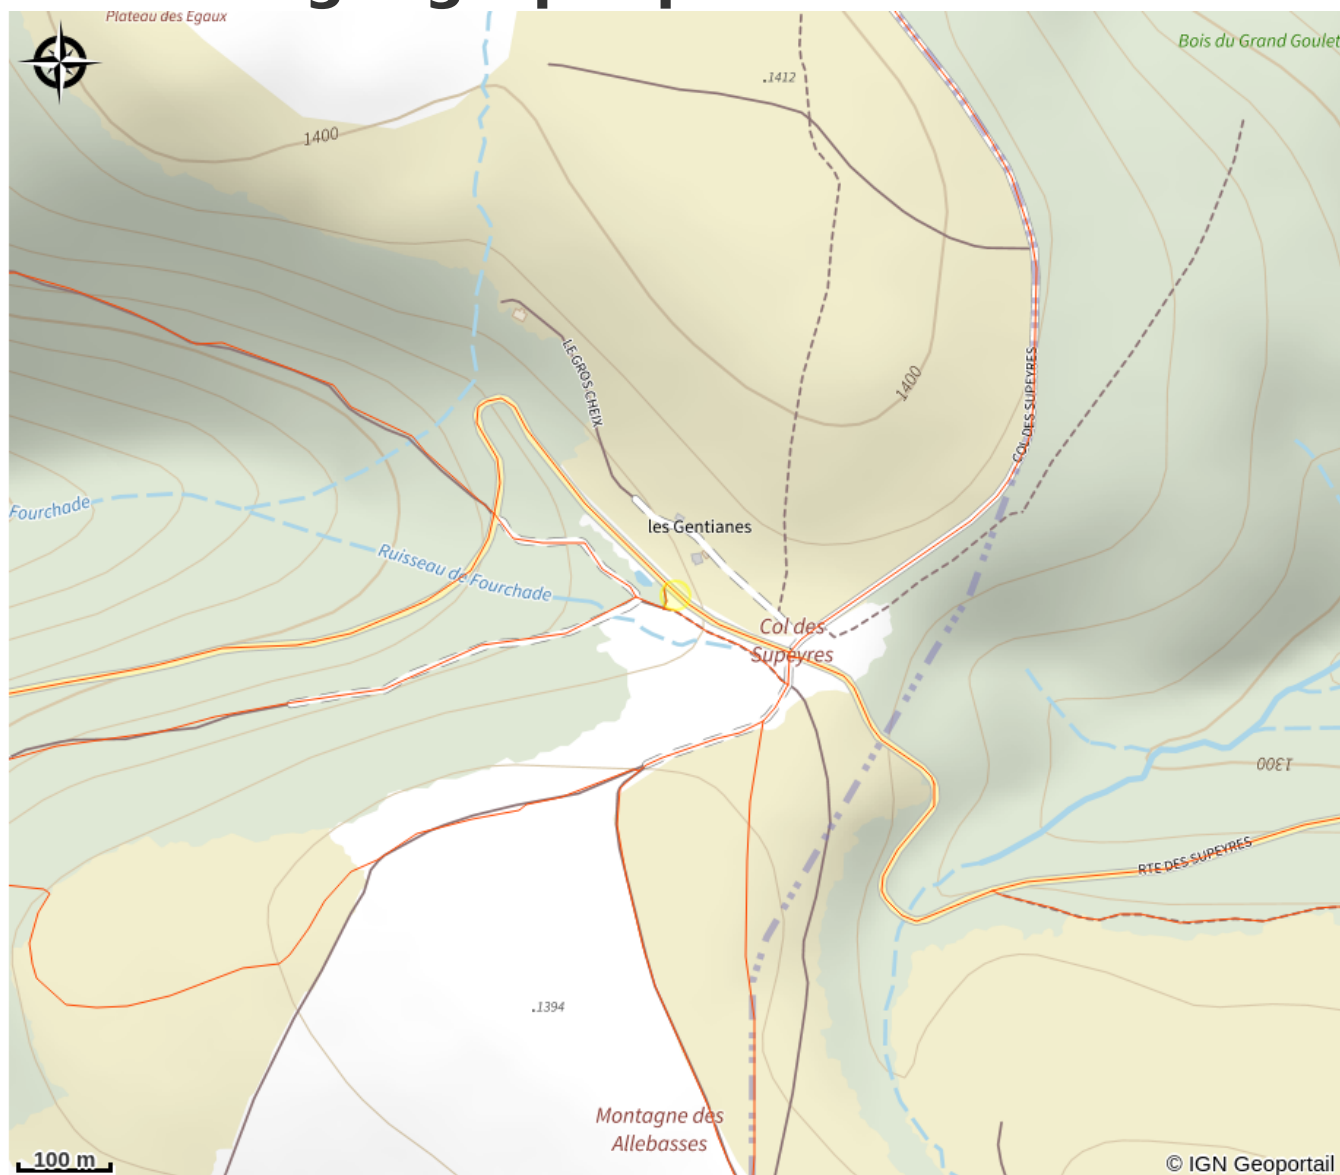 Plateau des Egaux
Bois du Grand Goulet
.1412
1400
1400
LE GROS CHEIX
COL DES SUPEYRES
Fourchade
les Gentianes
Ruisseau de Fourchade
Col des
Supeyres
1300
RTE DES SUPEYRES
.1394
Montagne des
Allebasses
100 m
© IGN Geoportail